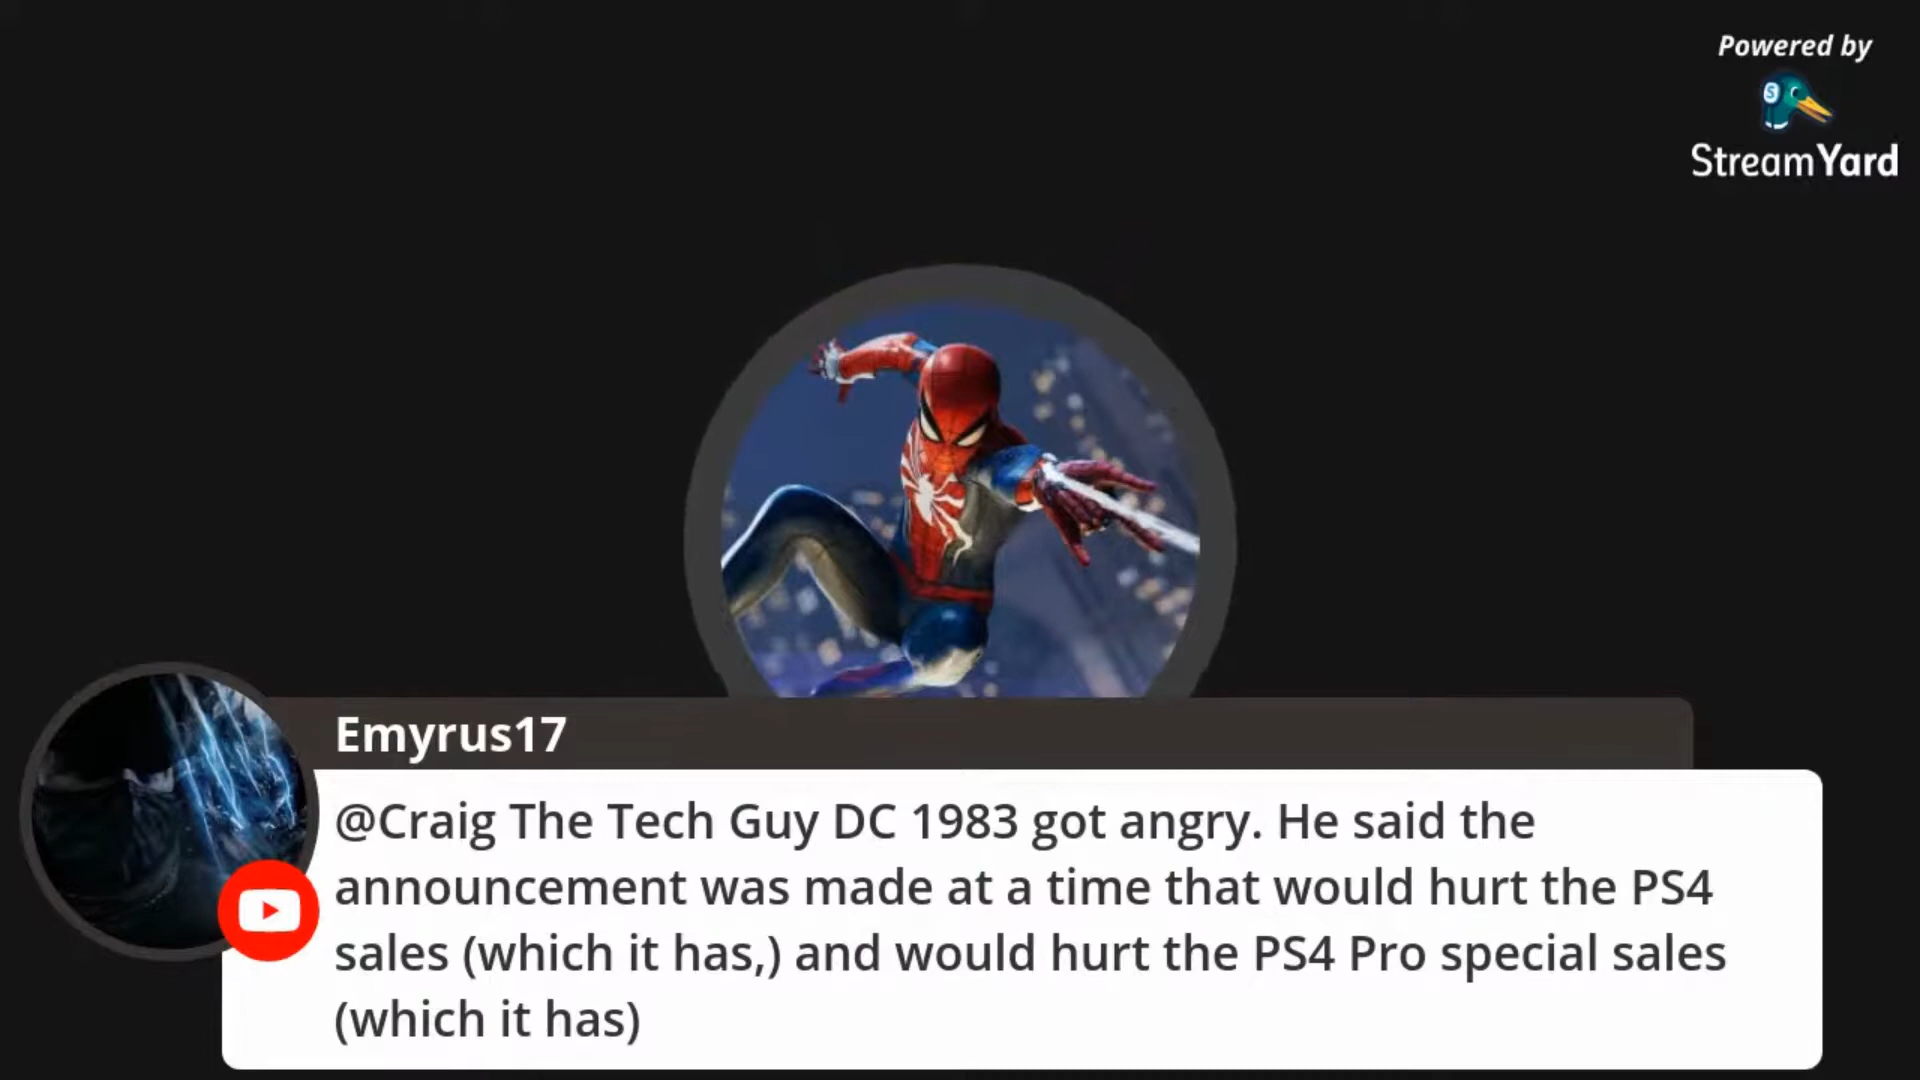 Powered by
StreamYard
Emyrus17
@Craig The Tech Guy DC 1983 got angry. He said the
announcement was made at a time that would hurt the PS4
sales (which it has,) and would hurt the PS4 Pro special sales
(which it has)